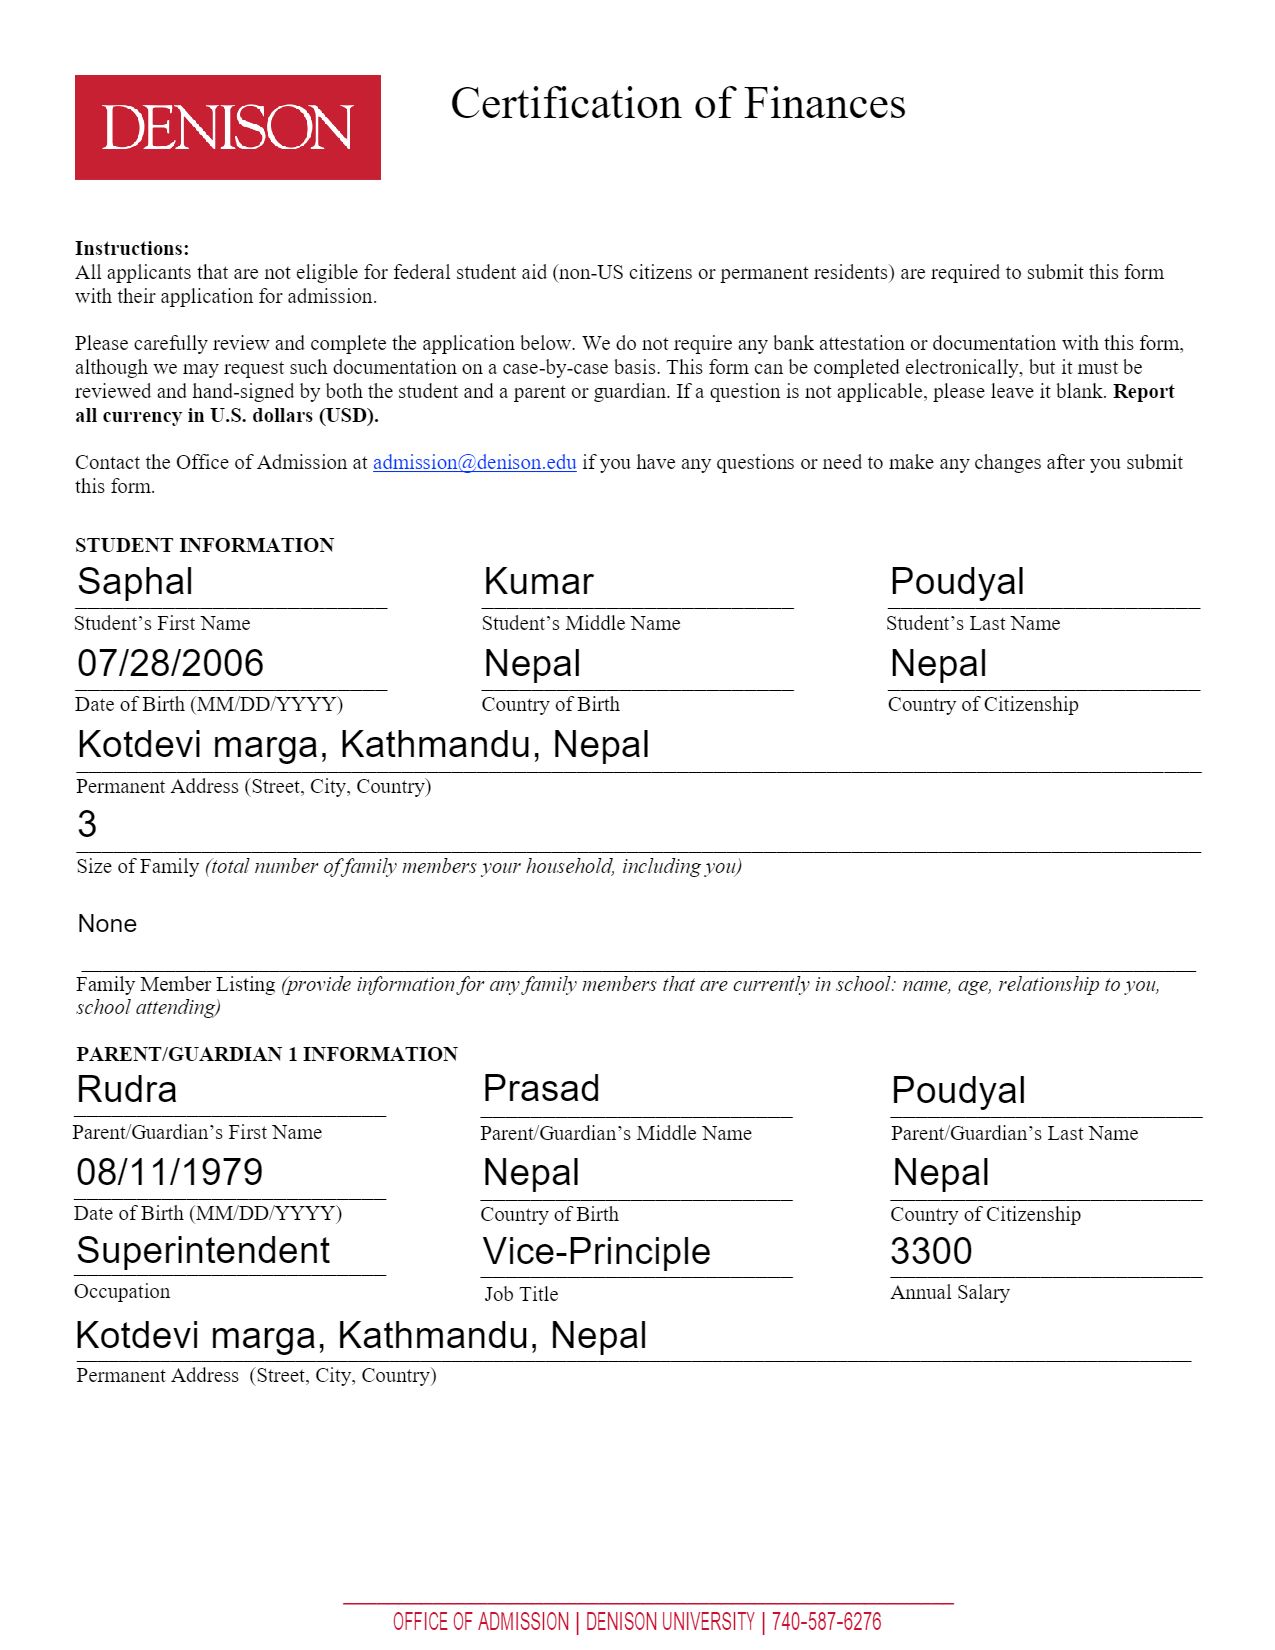 DENISON
Certification of Finances
Instructions:
All applicants that are not eligible for federal student aid (non-US citizens or permanent residents) are required to submit this form
with their application for admission.
Please carefully review and complete the application below. We do not require any bank attestation or documentation with this form,
although we may request such documentation on a case-by-case basis. This form can be completed electronically, but it must be
reviewed and hand-signed by both the student and a parent or guardian. If a question is not applicable, please leave it blank. Report
all currency in U.S. dollars (USD).
Contact the Office of Admission at admission@denison.edu if you have any questions or need to make any changes after you submit
this form.
STUDENT INFORMATION
Saphal Kumar Poudyal
Student's First Name Student's Middle Name Student's Last Name
07/28/2006 Nepal Nepal
Date of Birth (MM/DD/YYYY) Country of Birth Country of Citizenship
Kotdevi marga, Kathmandu, Nepal
Permanent Address (Street, City, Country)
3
Size of Family (total number of family members your household, including you)
None
Family Member Listing (provide information for any family members that are currently in school: name, age, relationship to you,
school attending)
PARENT/GUARDIAN 1 INFORMATION
Rudra Prasad Poudyal
Parent/Guardian's First Name Parent/Guardian's Middle Name Parent/Guardian's Last Name
08/11/1979 Nepal Nepal
Date of Birth (MM/DD/YYYY) Country of Birth Country of Citizenship
Superintendent Vice-Principle 3300
Occupation Job Title Annual Salary
Kotdevi marga, Kathmandu, Nepal
Permanent Address (Street, City, Country)
OFFICE OF ADMISSION | DENISON UNIVERSITY | 740-587-6276